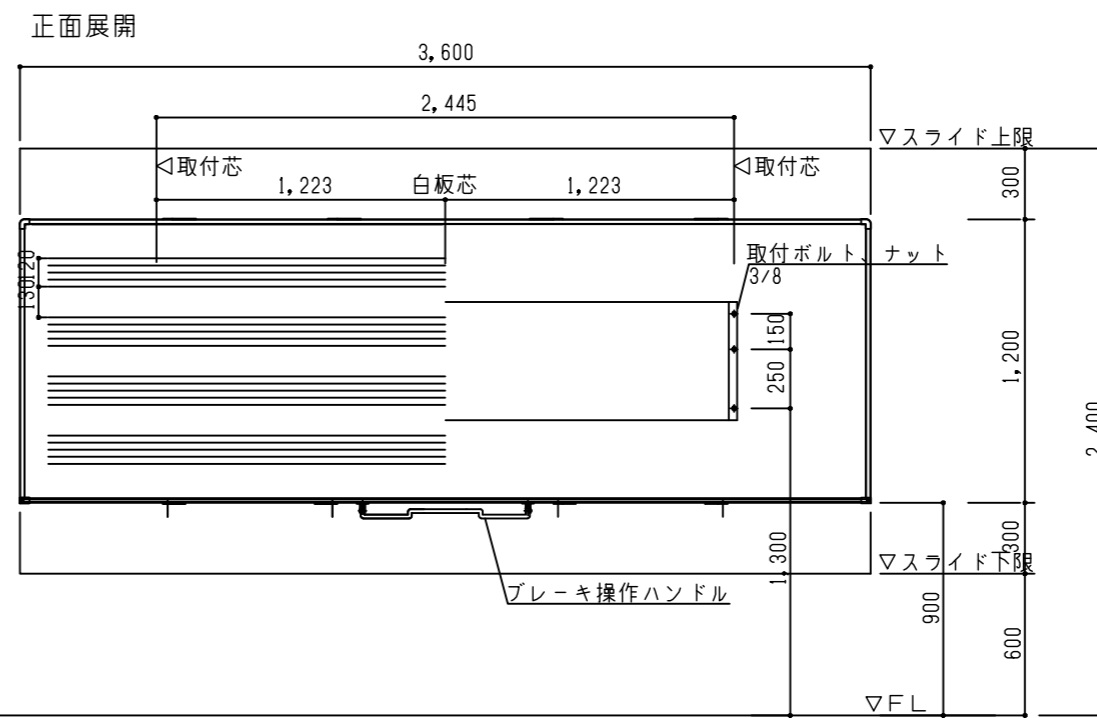 正面展開
3,600
2,445
▽スライド上限
◁取付芯
◁取付芯
1,223
白板芯
1,223
300
取付ボルト、ナット
3/8
120
130
150
250
1,200
2,400
1,300
300
▽スライド下限
ブレーキ操作ハンドル
900
600
▽FL